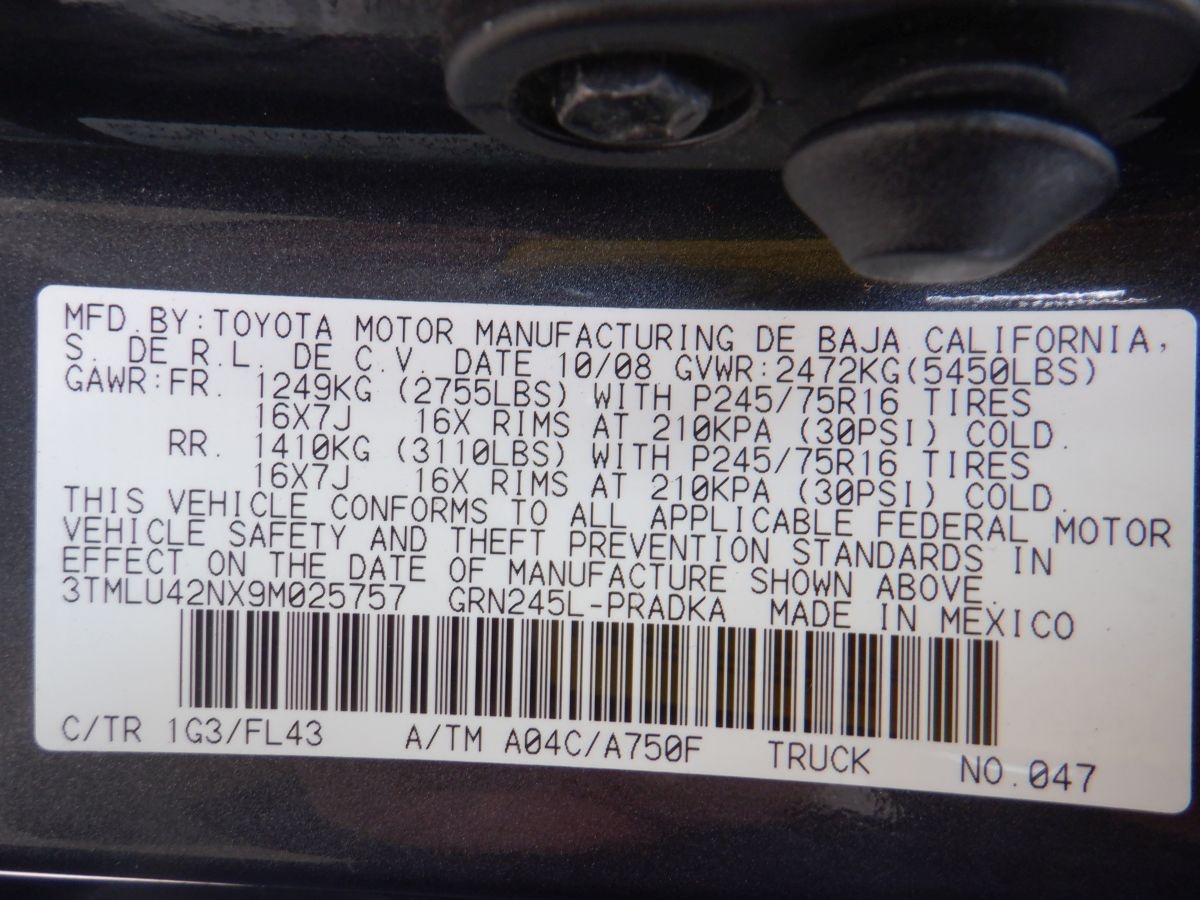 MFD.BY:TOYOTA MOTOR MANUFACTURING DE BAJA CALIFORNIA,
S. DE R.L. DE C.V. DATE 10/08 GVWR:2472KG(5450LBS)
GAWR:FR. 1249KG (2755LBS) WITH P245/75R16 TIRES
16X7J 16X RIMS AT 210KPA (30PSI) COLD.
RR. 1410KG (3110LBS) WITH P245/75R16 TIRES
16X7J 16X RIMS AT 210KPA (30PSI) COLD.
THIS VEHICLE CONFORMS TO ALL APPLICABLE FEDERAL MOTOR
VEHICLE SAFETY AND THEFT PREVENTION STANDARDS IN
EFFECT ON THE DATE OF MANUFACTURE SHOWN ABOVE.
3TMLU42NX9M025757 GRN245L-PRADKA MADE IN MEXICO
C/TR 1G3/FL43 A/TM A04C/A750F TRUCK NO.047